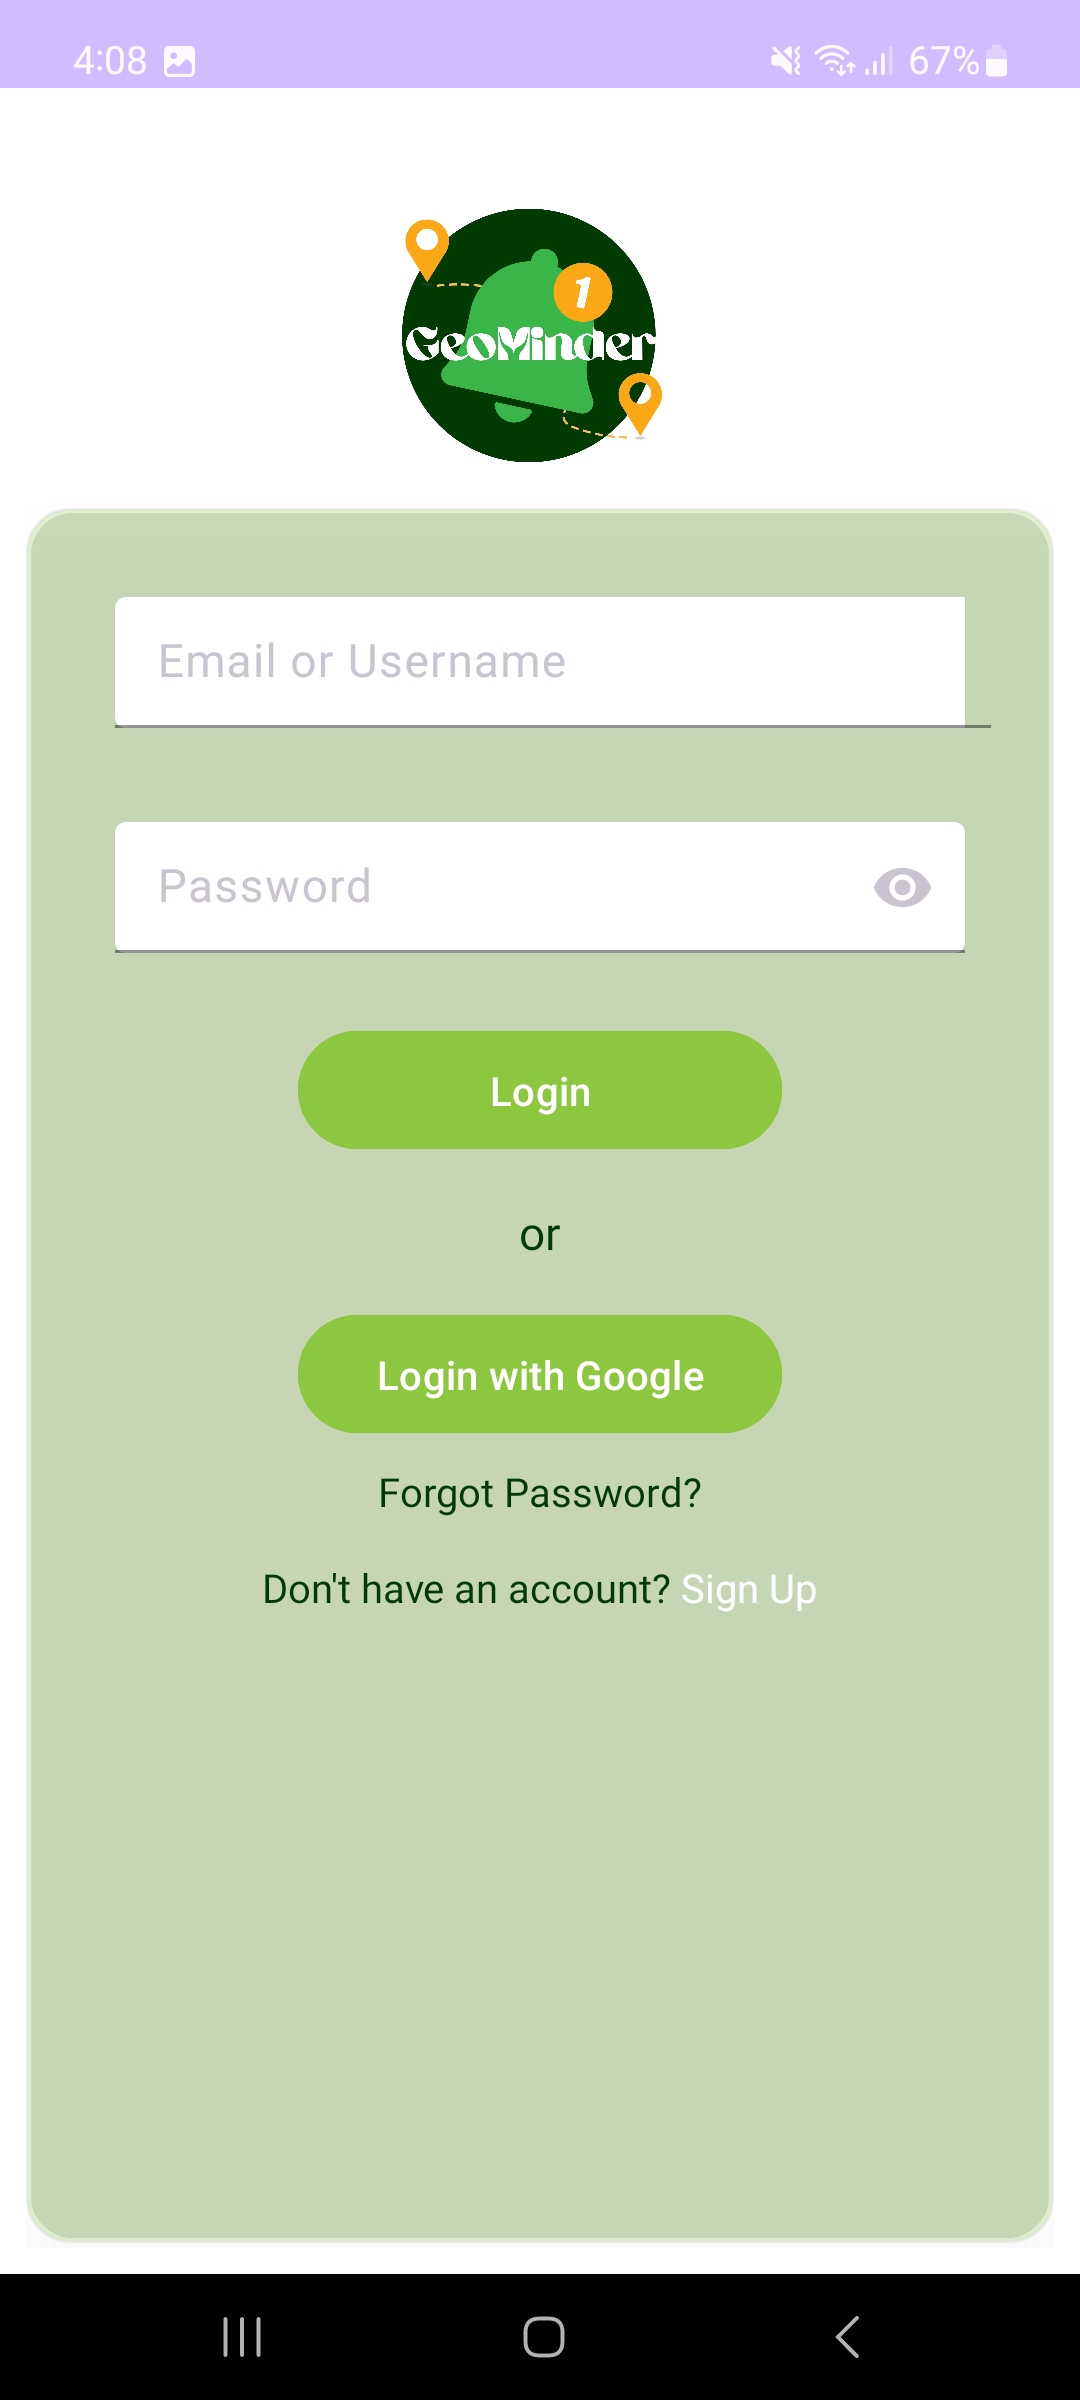 4:08 67%
1
GeoMinder
Email or Username
Password
Login
or
Login with Google
Forgot Password?
Don't have an account? Sign Up